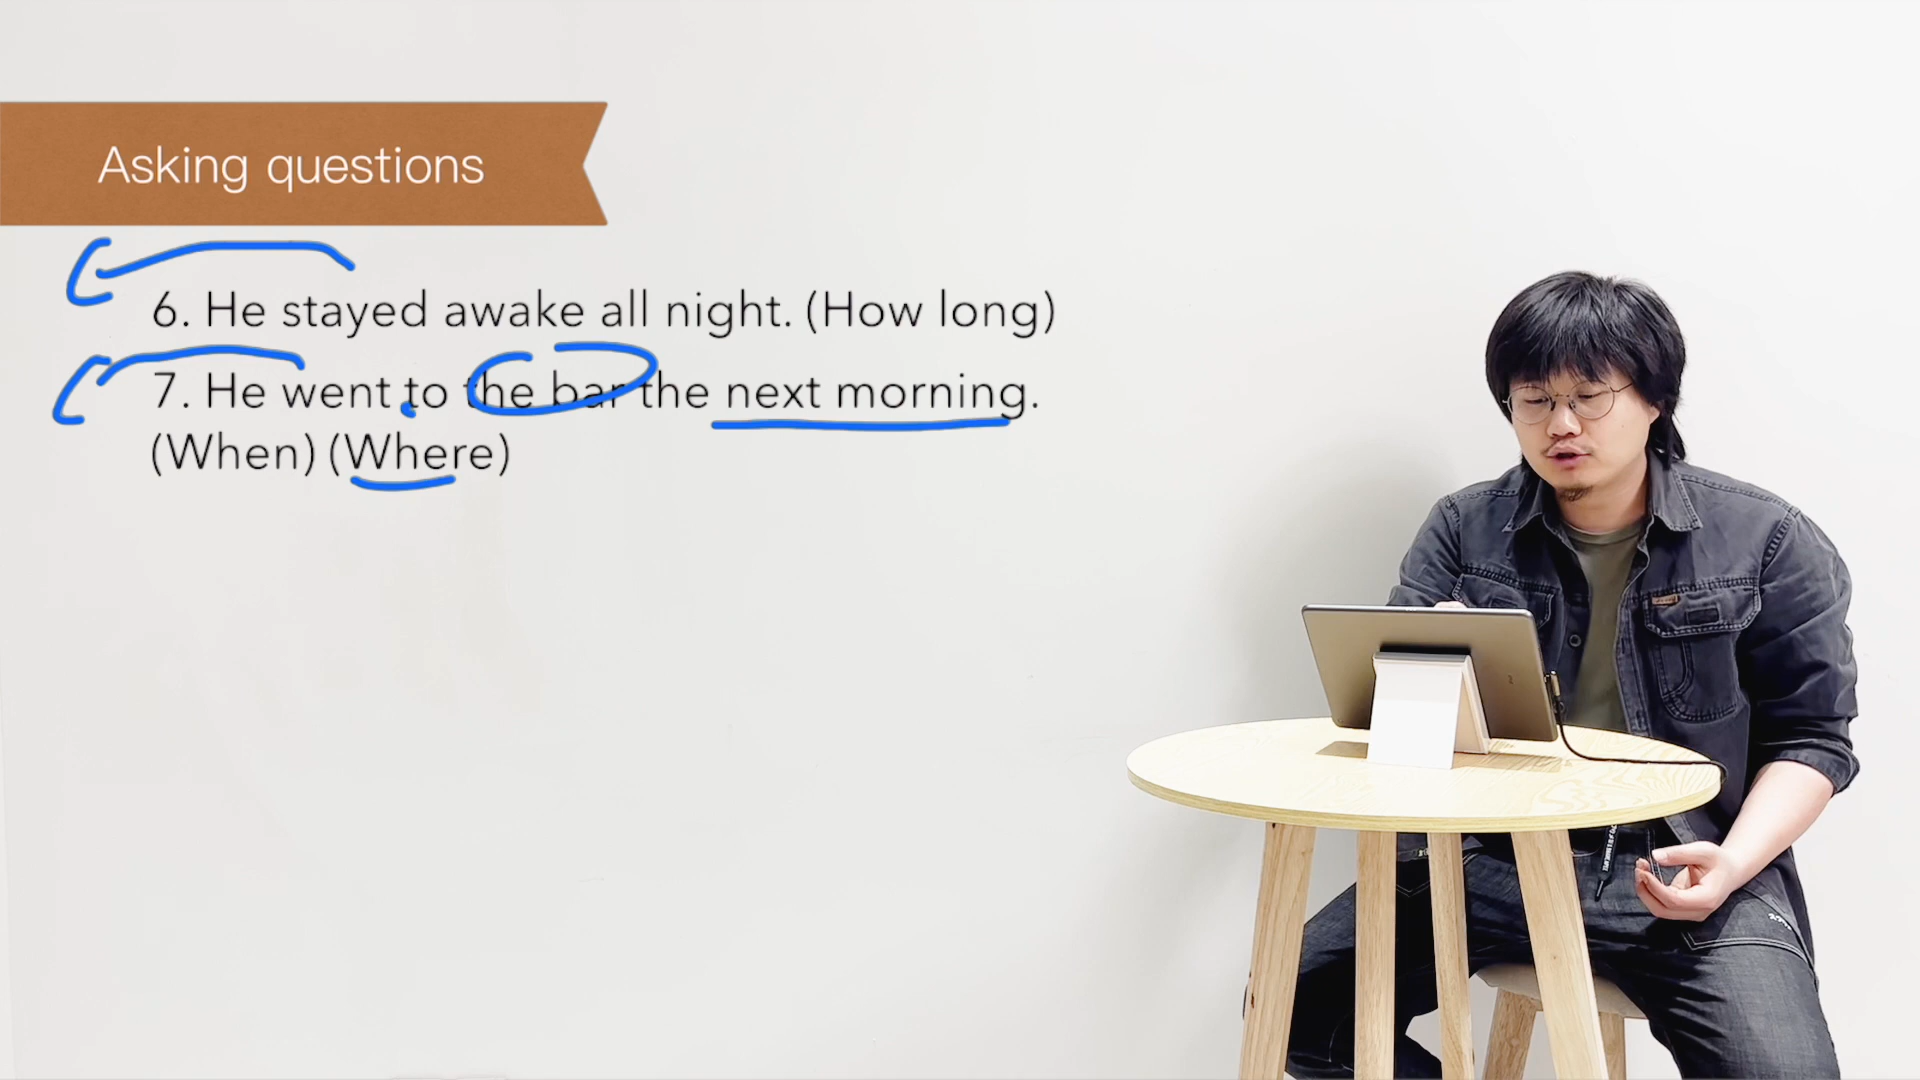 Asking questions
6. He stayed awake all night. (How long)
7. He went to the bar the next morning.
(When) (Where)